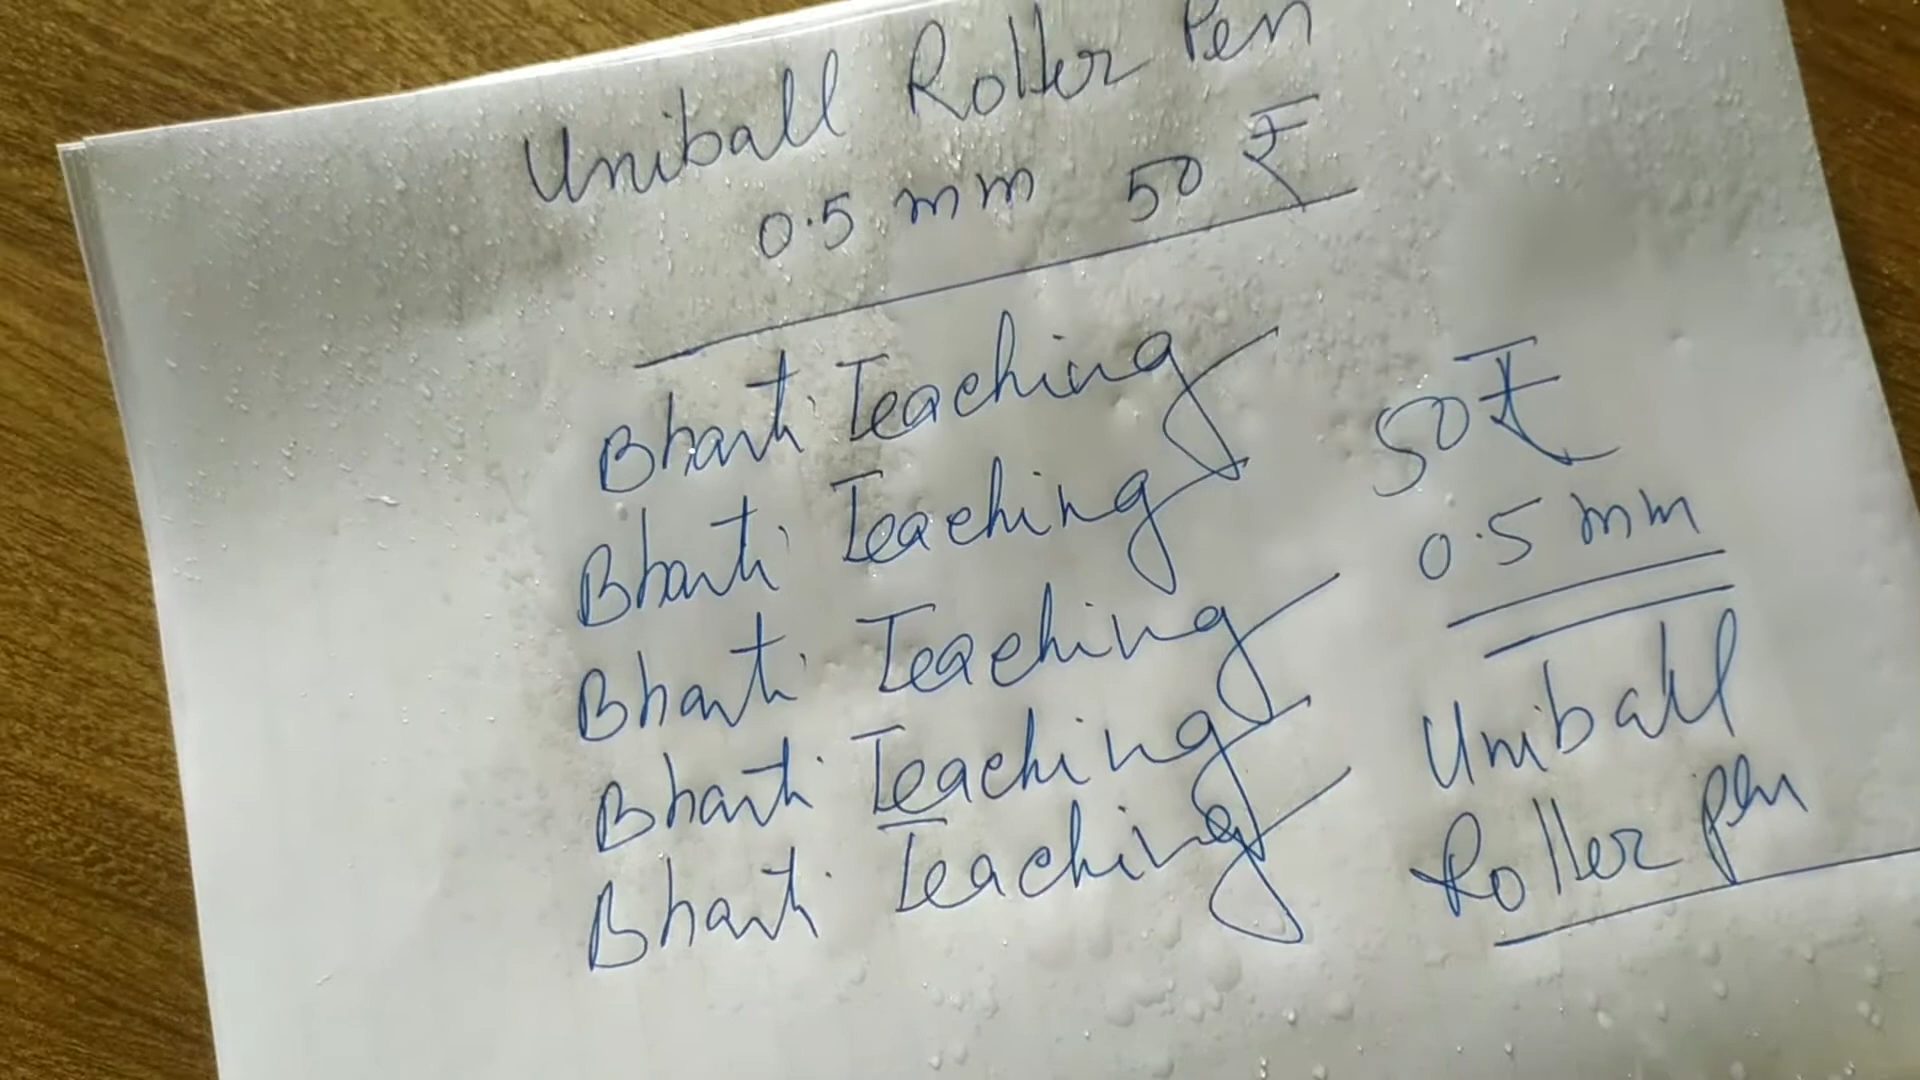 Uniball Roller Pen
0.5 mm 50 ₹
Bharti Teaching
Bharti Teaching
Bharti Teaching
Bharti Teaching
Bharti Teaching
50 ₹
0.5 mm
Uniball
Roller pen